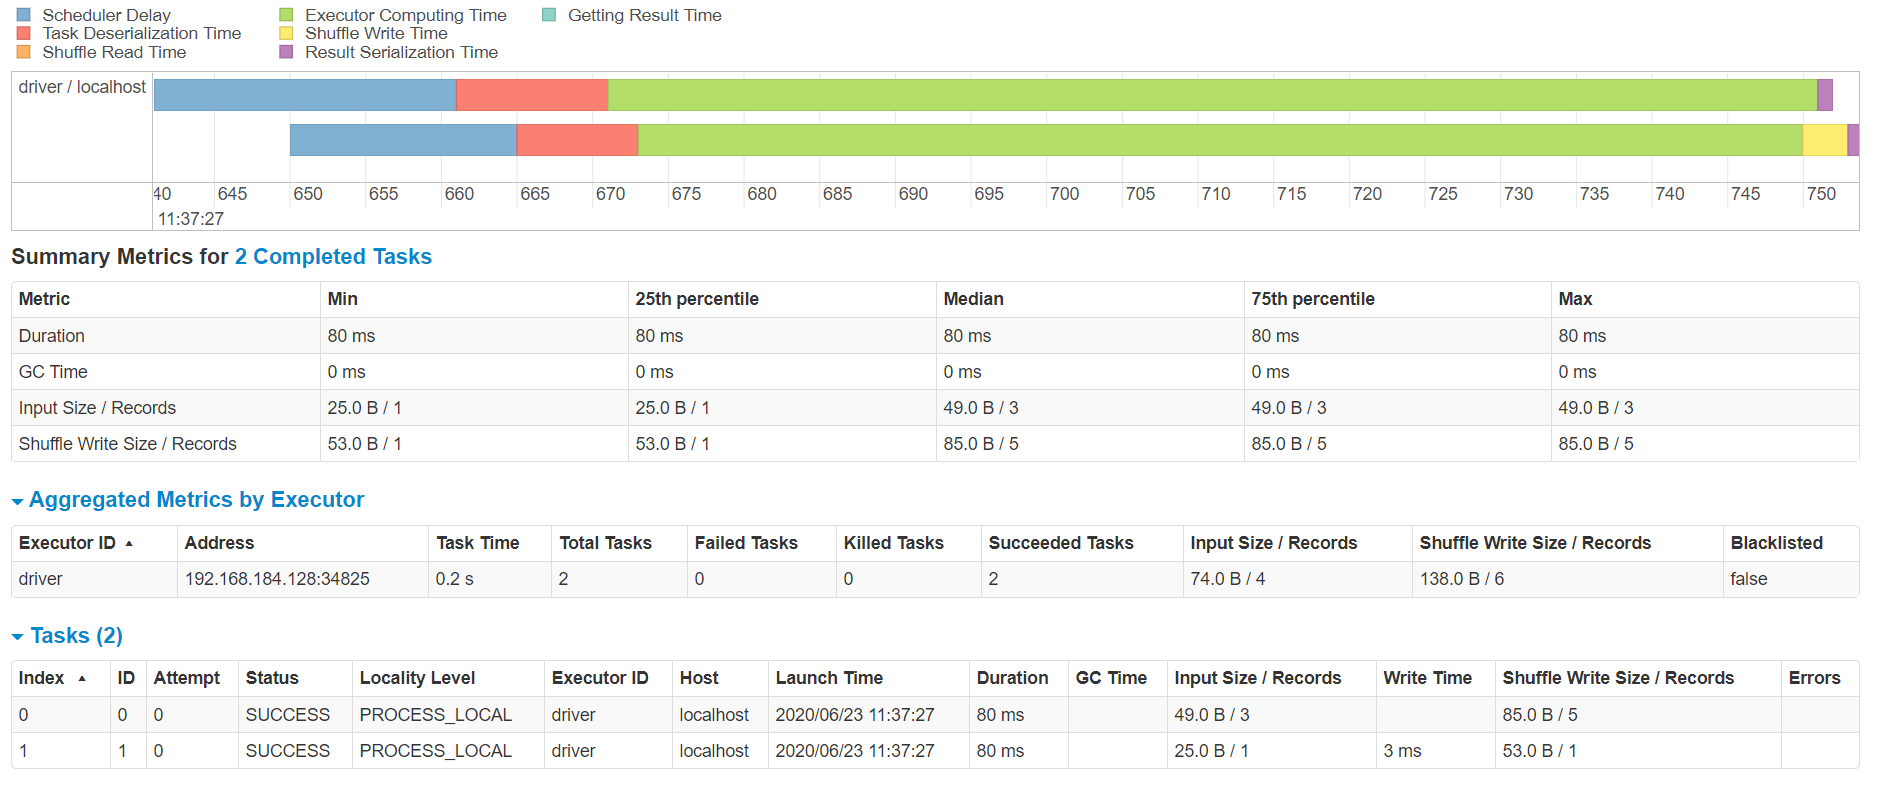 Scheduler Delay Executor Computing Time Getting Result Time
Task Deserialization Time Shuffle Write Time
Shuffle Read Time Result Serialization Time
driver / localhost
40 645 650 655 660 665 670 675 680 685 690 695 700 705 710 715 720 725 730 735 740 745 750
11:37:27
Summary Metrics for 2 Completed Tasks
Metric Min 25th percentile Median 75th percentile Max
Duration 80 ms 80 ms 80 ms 80 ms 80 ms
GC Time 0 ms 0 ms 0 ms 0 ms 0 ms
Input Size / Records 25.0 B / 1 25.0 B / 1 49.0 B / 3 49.0 B / 3 49.0 B / 3
Shuffle Write Size / Records 53.0 B / 1 53.0 B / 1 85.0 B / 5 85.0 B / 5 85.0 B / 5
Aggregated Metrics by Executor
Executor ID Address Task Time Total Tasks Failed Tasks Killed Tasks Succeeded Tasks Input Size / Records Shuffle Write Size / Records Blacklisted
driver 192.168.184.128:34825 0.2 s 2 0 0 2 74.0 B / 4 138.0 B / 6 false
Tasks (2)
Index ID Attempt Status Locality Level Executor ID Host Launch Time Duration GC Time Input Size / Records Write Time Shuffle Write Size / Records Errors
0 0 0 SUCCESS PROCESS_LOCAL driver localhost 2020/06/23 11:37:27 80 ms 49.0 B / 3 85.0 B / 5
1 1 0 SUCCESS PROCESS_LOCAL driver localhost 2020/06/23 11:37:27 80 ms 25.0 B / 1 3 ms 53.0 B / 1